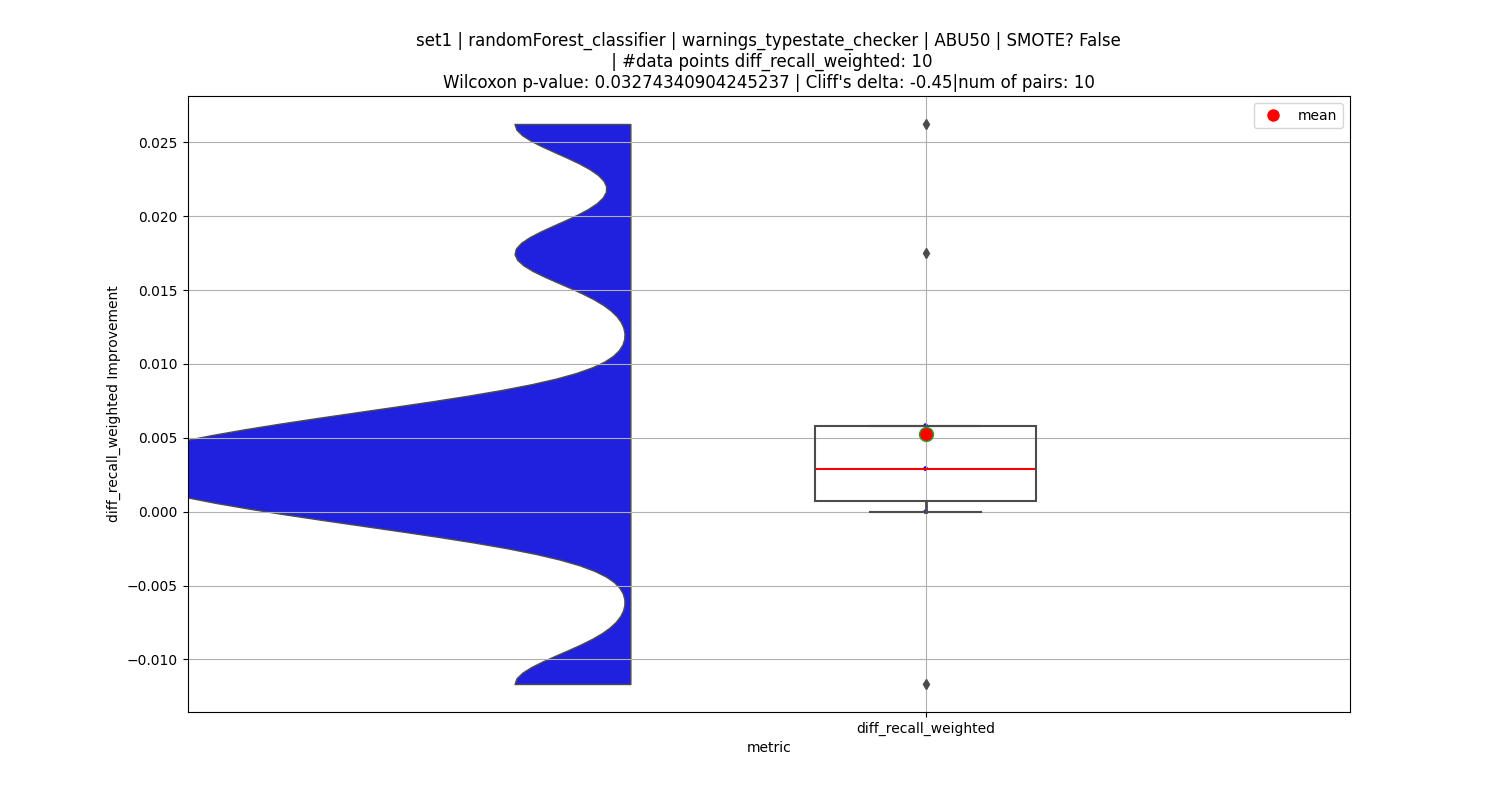 set1 | randomForest_classifier | warnings_typestate_checker | ABU50 | SMOTE? False
| #data points diff_recall_weighted: 10
Wilcoxon p-value: 0.03274340904245237 | Cliff's delta: -0.45|num of pairs: 10
mean
0.025
0.020
0.015
0.010
0.005
0.000
−0.005
−0.010
diff_recall_weighted Improvement
diff_recall_weighted
metric